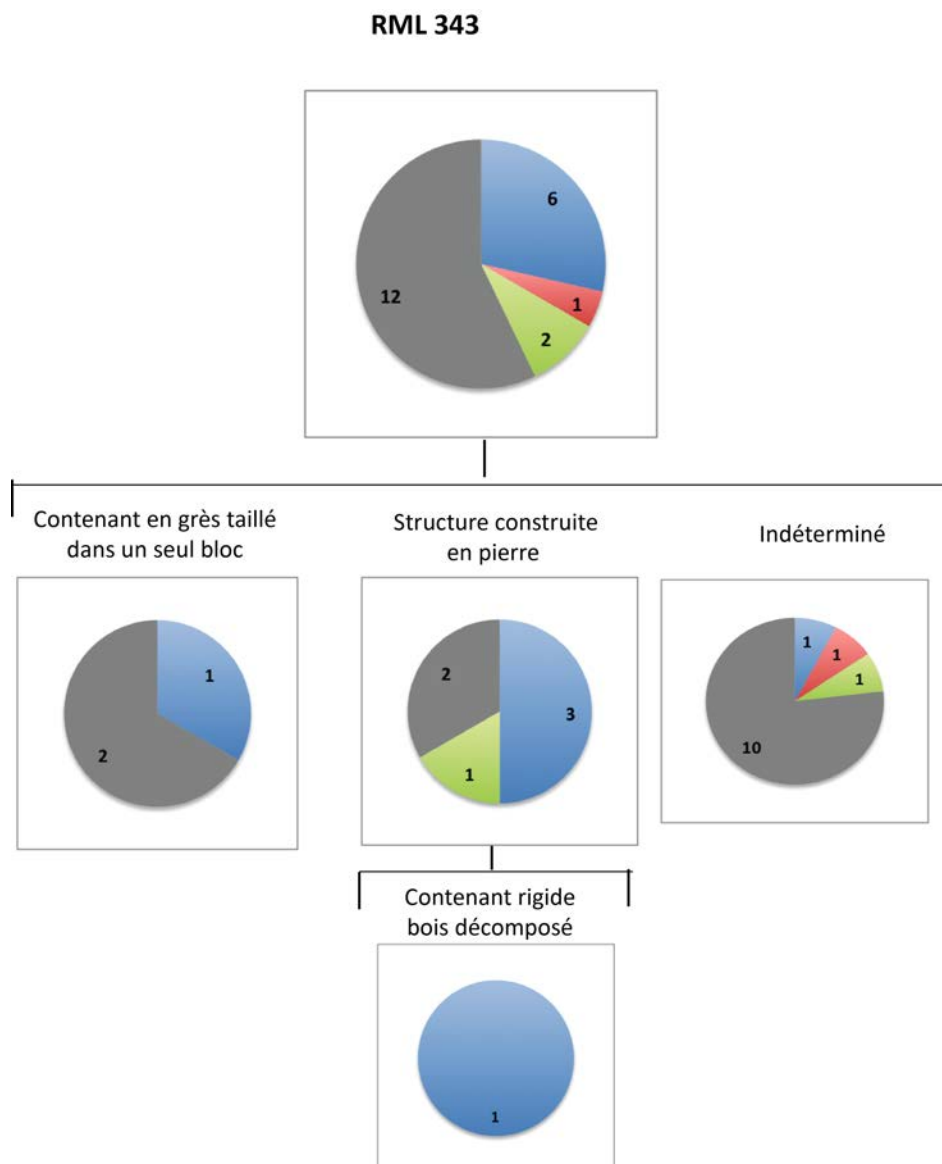 RML 343
6
1
2
12
Contenant en grès taillé
dans un seul bloc
1
2
Structure construite
en pierre
2
3
1
Indéterminé
1
1
1
10
Contenant rigide
bois décomposé
1